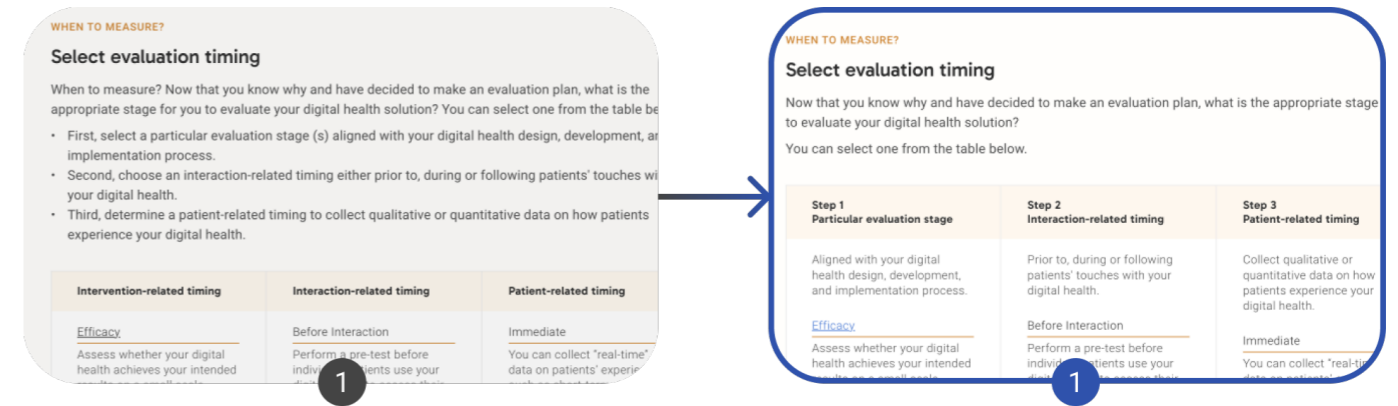 WHEN TO MEASURE?
Select evaluation timing
When to measure? Now that you know why and have decided to make an evaluation plan, what is the
appropriate stage for you to evaluate your digital health solution? You can select one from the table be
• First, select a particular evaluation stage (s) aligned with your digital health design, development, an
implementation process.
• Second, choose an interaction-related timing either prior to, during or following patients' touches wi
your digital health.
• Third, determine a patient-related timing to collect qualitative or quantitative data on how patients
experience your digital health.
Intervention-related timing
Interaction-related timing
Patient-related timing
Efficacy
Assess whether your digital
health achieves your intended
Before Interaction
Perform a pre-test before
use your
Immediate
You can collect "real-time"
data on patients'
1
WHEN TO MEASURE?
Select evaluation timing
Now that you know why and have decided to make an evaluation plan, what is the appropriate stage
to evaluate your digital health solution?
You can select one from the table below.
Step 1
Particular evaluation stage
Step 2
Interaction-related timing
Step 3
Patient-related timing
Aligned with your digital
health design, development,
and implementation process.
Efficacy
Assess whether your digital
health achieves your intended
Prior to, during or following
patients' touches with your
digital health.
Before Interaction
Perform a pre-test before
use your
Collect qualitative or
quantitative data on how
patients experience your
digital health.
Immediate
You can collect "real-tim
1